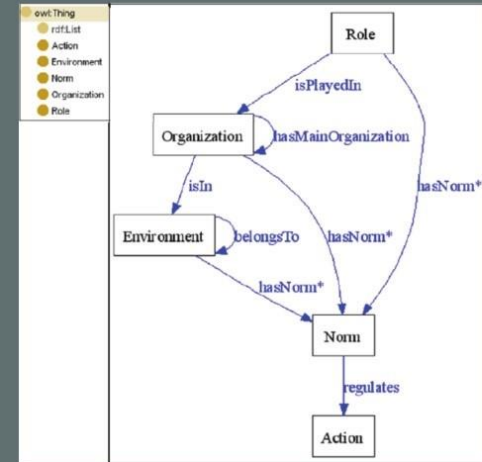 owl:Thing
rdf:List
Action
Environment
Norm
Organization
Role
Role
isPlayedIn
Organization
hasMainOrganization
isIn
hasNorm*
Environment
belongsTo
hasNorm*
hasNorm*
Norm
regulates
Action